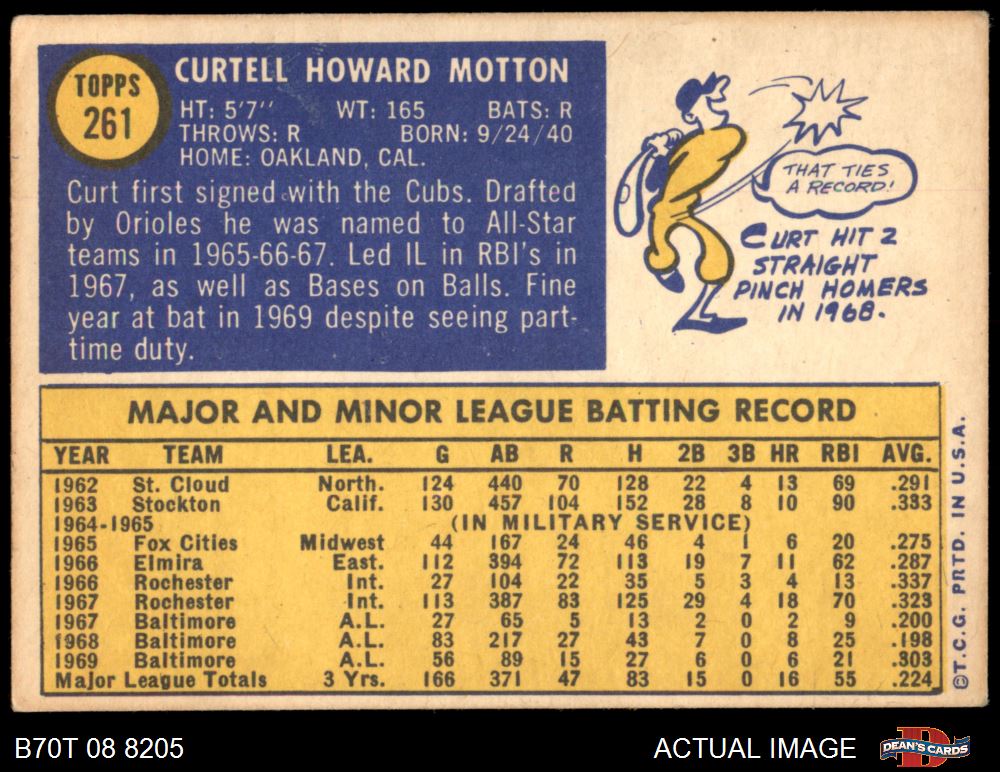 TOPPS
261
CURTELL HOWARD MOTTON
HT: 5'7" WT: 165 BATS: R
THROWS: R BORN: 9/24/40
HOME: OAKLAND, CAL.
Curt first signed with the Cubs. Drafted
by Orioles he was named to All-Star
teams in 1965-66-67. Led IL in RBI's in
1967, as well as Bases on Balls. Fine
year at bat in 1969 despite seeing part-
time duty.
THAT TIES
A RECORD!
CURT HIT 2
STRAIGHT
PINCH HOMERS
IN 1968.
MAJOR AND MINOR LEAGUE BATTING RECORD
YEAR TEAM LEA. G AB R H 2B 3B HR RBI AVG.
1962 St. Cloud North. 124 440 70 128 22 4 13 69 .291
1963 Stockton Calif. 130 457 104 152 28 8 10 90 .333
1964-1965 (IN MILITARY SERVICE)
1965 Fox Cities Midwest 44 167 24 46 4 1 6 20 .275
1966 Elmira East. 112 394 72 113 19 7 11 62 .287
1966 Rochester Int. 27 104 22 35 5 3 4 13 .337
1967 Rochester Int. 113 387 83 125 29 4 18 70 .323
1967 Baltimore A.L. 27 65 5 13 2 0 2 9 .200
1968 Baltimore A.L. 83 217 27 43 7 0 8 25 .198
1969 Baltimore A.L. 56 89 15 27 6 0 6 21 .303
Major League Totals 3 Yrs. 166 371 47 83 15 0 16 55 .224
©T.C.G. PRTD. IN U.S.A.
B70T 08 8205 ACTUAL IMAGE
DEAN'S CARDS